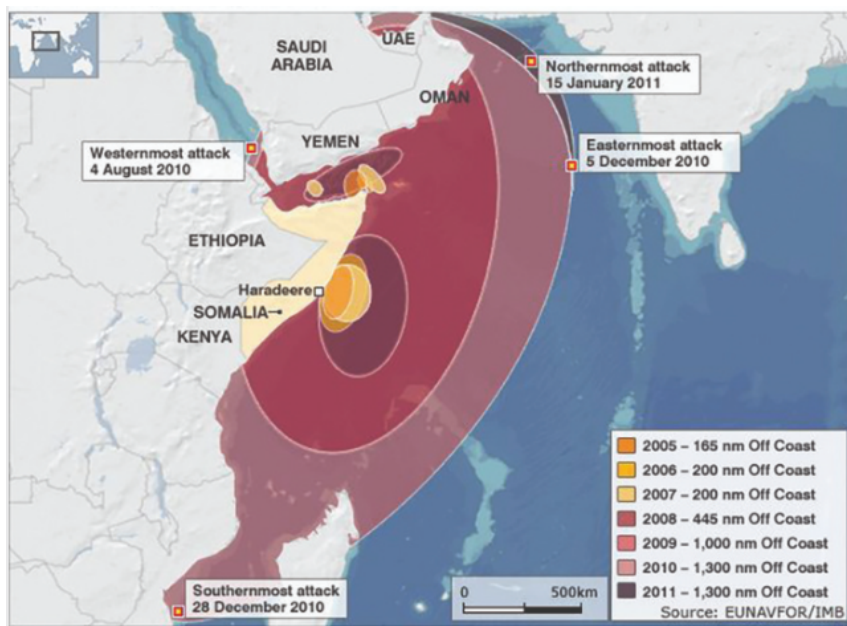 SAUDI
ARABIA
UAE
Northernmost attack
15 January 2011
OMAN
Westernmost attack
4 August 2010
YEMEN
Easternmost attack
5 December 2010
ETHIOPIA
Haradeere
SOMALIA
KENYA
2005 – 165 nm Off Coast
2006 – 200 nm Off Coast
2007 – 200 nm Off Coast
2008 – 445 nm Off Coast
2009 – 1,000 nm Off Coast
2010 – 1,300 nm Off Coast
2011 – 1,300 nm Off Coast
Southernmost attack
28 December 2010
0 500km
Source: EUNAVFOR/IMB